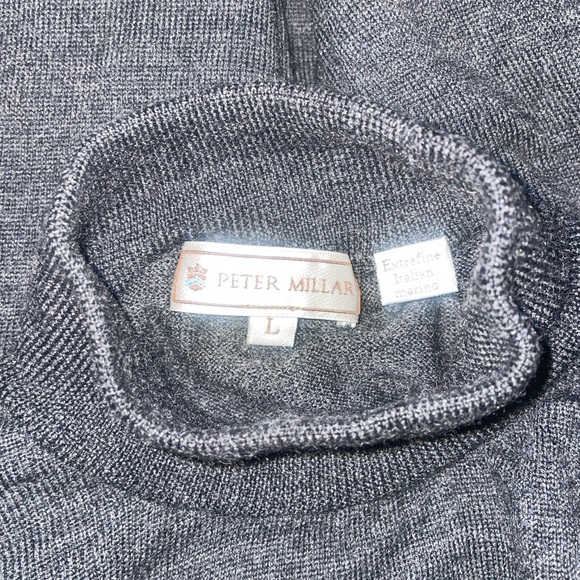 PETER MILLAR
L
Extrafine
Italian
merino